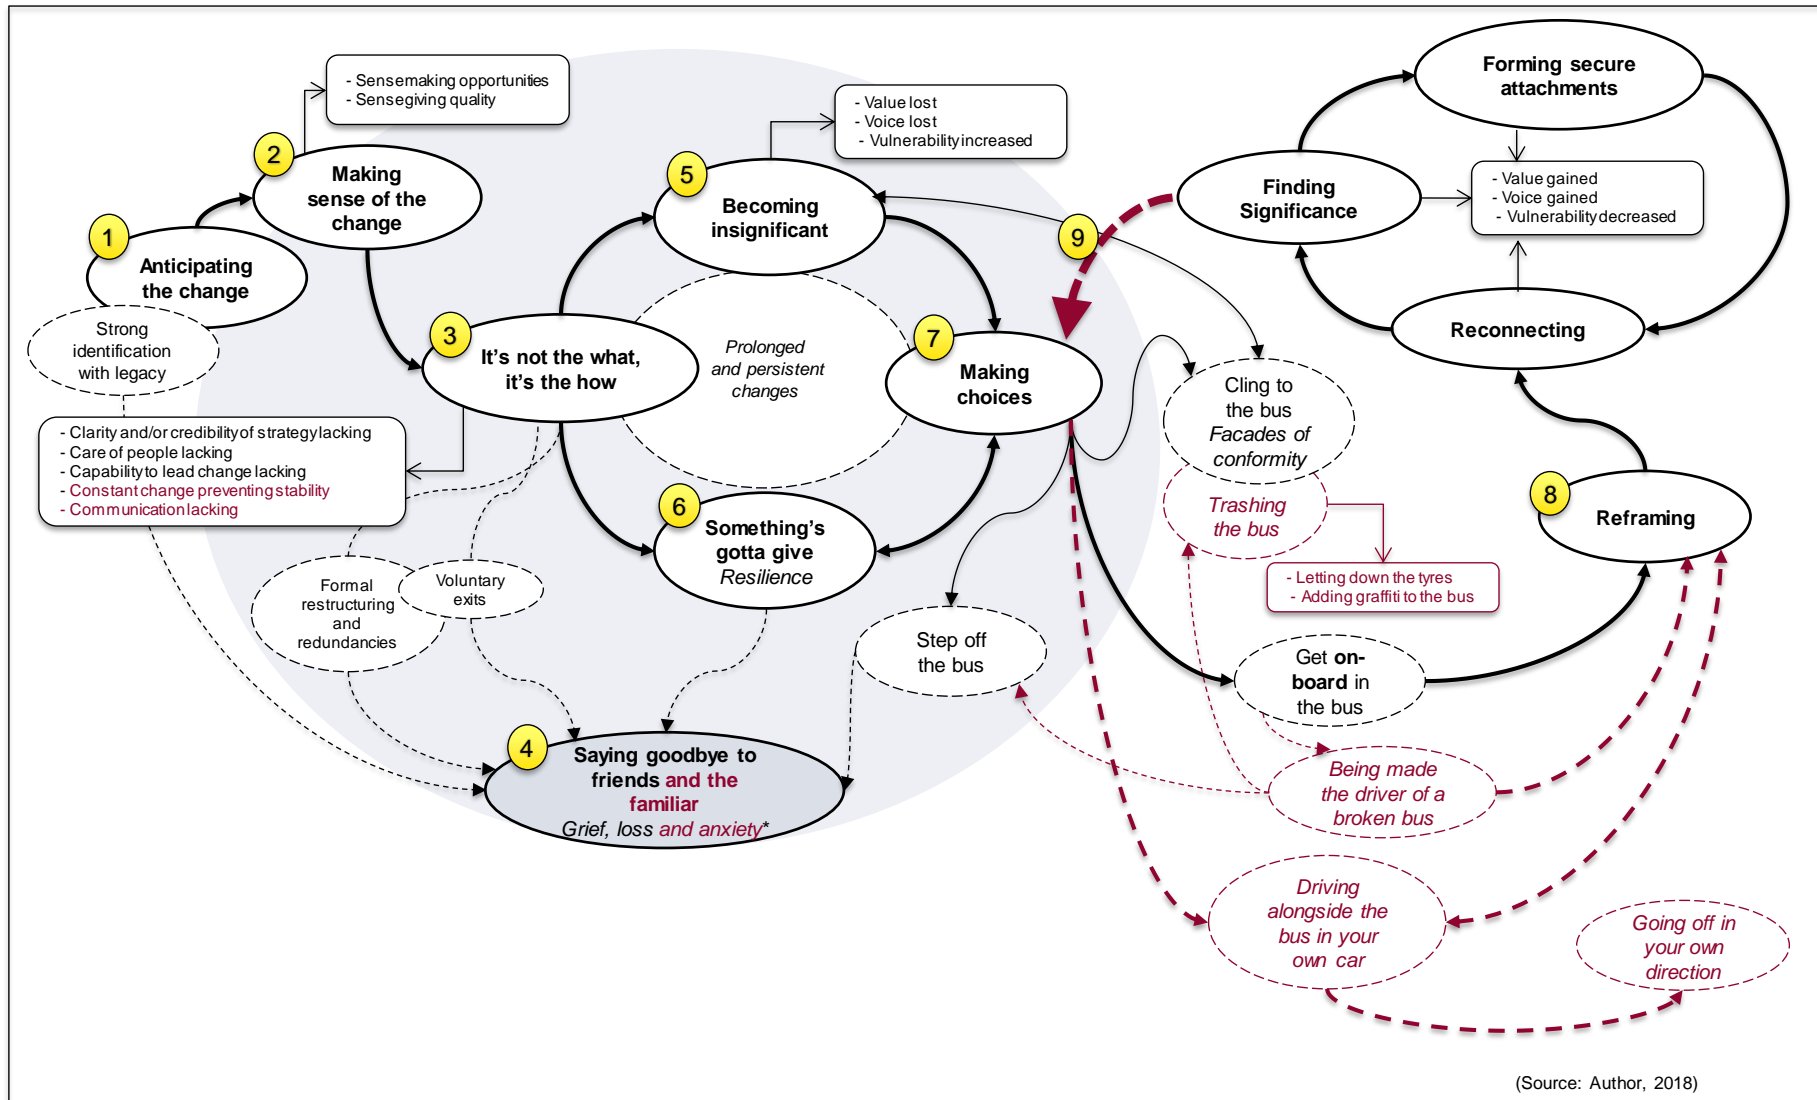 - Sensemaking opportunities
- Sensegiving quality
2
Making
sense of the
change
1
Anticipating
the change
Strong
identification
with legacy
- Clarity and/or credibility of strategy lacking
- Care of people lacking
- Capability to lead change lacking
- Constant change preventing stability
- Communication lacking
3
It’s not the what,
it’s the how
- Value lost
- Voice lost
- Vulnerability increased
5
Becoming
insignificant
Prolonged
and persistent
changes
7
Making
choices
6
Something’s
gotta give
Resilience
Formal
restructuring
and
redundancies
Voluntary
exits
4
Saying goodbye to
friends and the
familiar
Grief, loss and anxiety*
Step off
the bus
9
Cling to
the bus
Facades of
conformity
Trashing
the bus
- Letting down the tyres
- Adding graffiti to the bus
Get on-
board in
the bus
Being made
the driver of a
broken bus
Driving
alongside the
bus in your
own car
Going off in
your own
direction
8
Reframing
Reconnecting
Finding
Significance
Forming secure
attachments
- Value gained
- Voice gained
- Vulnerability decreased
(Source: Author, 2018)